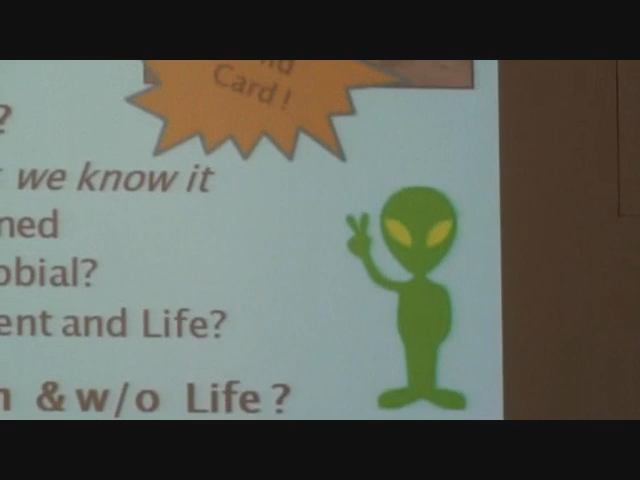 Card!
?
we know it
ned
obial?
ent and Life?
& w/o Life?